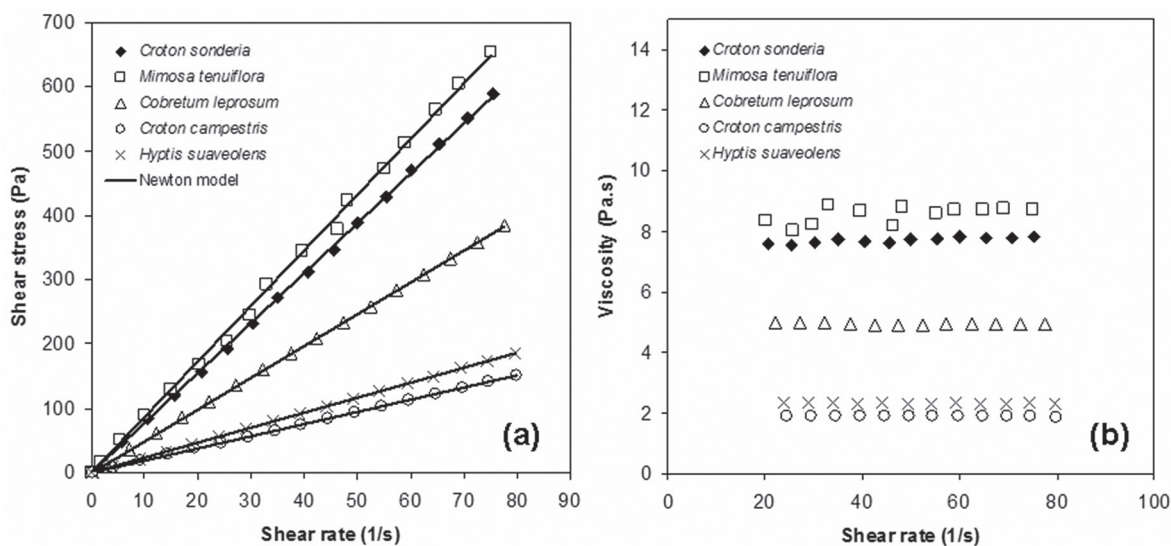 700
600
500
400
300
200
100
0
Shear stress (Pa)
Croton sonderia
Mimosa tenuiflora
Cobretum leprosum
Croton campestris
Hyptis suaveolens
Newton model
(a)
0 10 20 30 40 50 60 70 80 90
Shear rate (1/s)
14
12
10
8
6
4
2
0
Viscosity (Pa.s)
Croton sonderia
Mimosa tenuiflora
Cobretum leprosum
Croton campestris
Hyptis suaveolens
(b)
0 20 40 60 80 100
Shear rate (1/s)